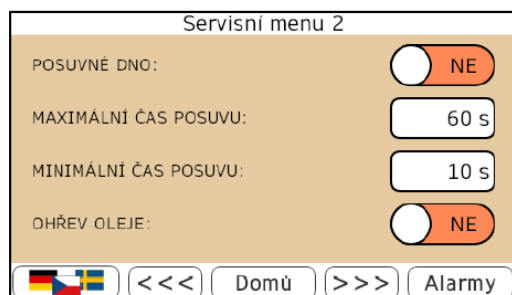 Servisní menu 2
POSUVNÉ DNO: NE
MAXIMÁLNÍ ČAS POSUVU: 60 s
MINIMÁLNÍ ČAS POSUVU: 10 s
OHŘEV OLEJE: NE
<<< Domů >>> Alarmy